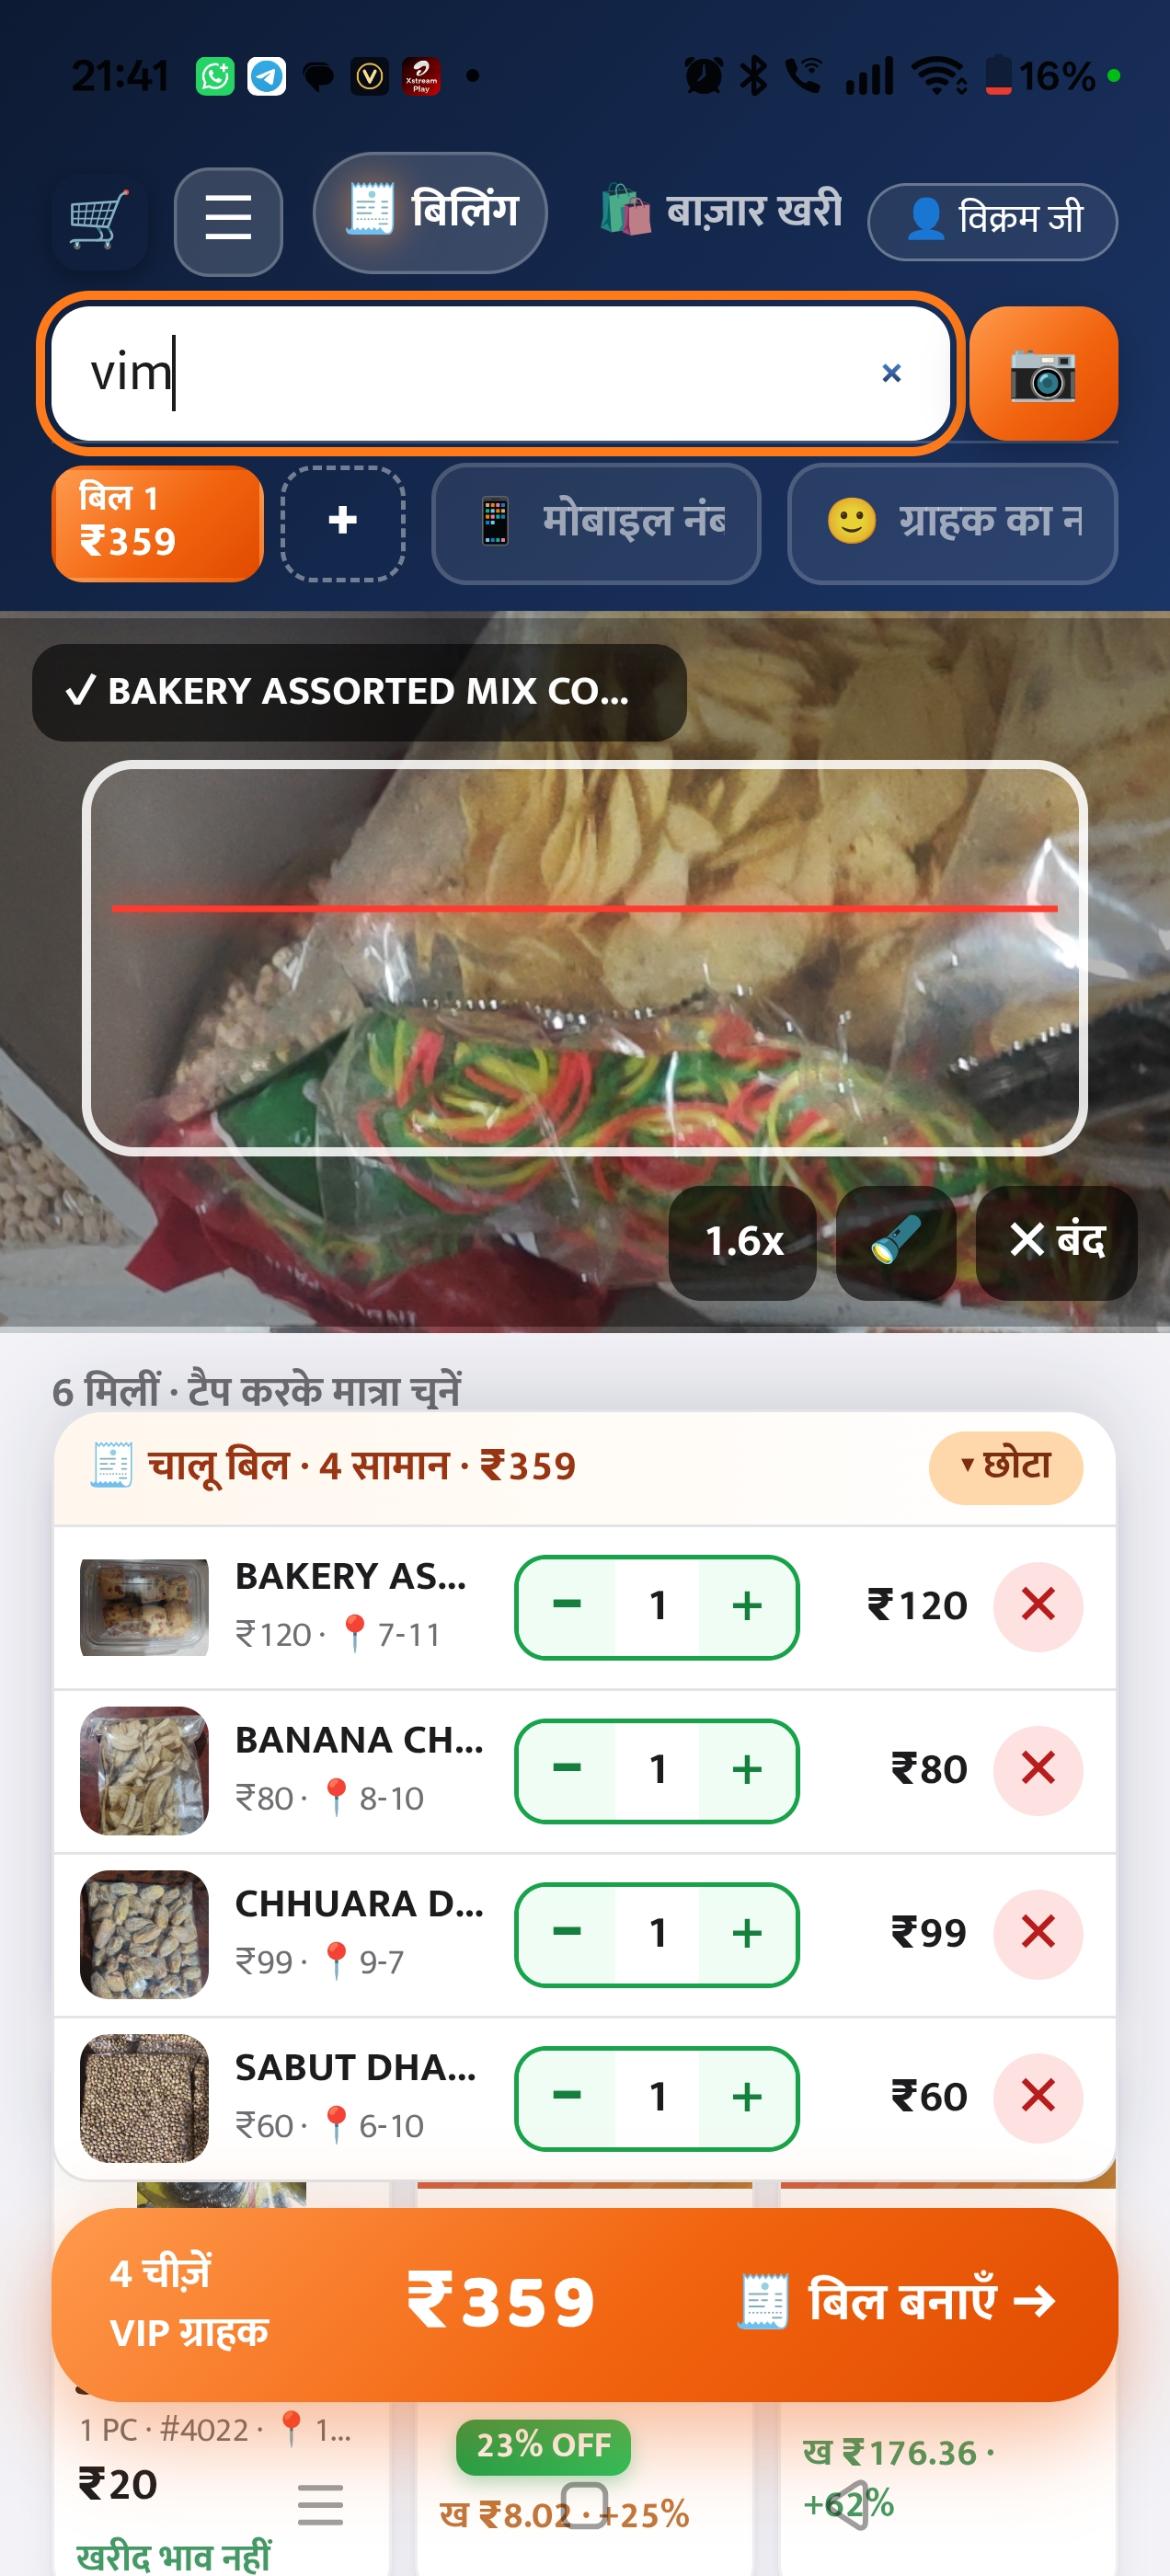 21:41
Xstream Play
16%
बिलिंग
बाज़ार खरी
विक्रम जी
vim
×
बिल 1
₹359
+
मोबाइल नंब
ग्राहक का न
✓ BAKERY ASSORTED MIX CO...
1.6x
✕ बंद
6 मिलीं · टैप करके मात्रा चुनें
चालू बिल · 4 सामान · ₹359
▾ छोटा
BAKERY AS...
₹120 · 📍 7-11
− 1 +
₹120
✕
BANANA CH...
₹80 · 📍 8-10
− 1 +
₹80
✕
CHHUARA D...
₹99 · 📍 9-7
− 1 +
₹99
✕
SABUT DHA...
₹60 · 📍 6-10
− 1 +
₹60
✕
4 चीज़ें
VIP ग्राहक
₹359
बिल बनाएँ →
1 PC · #4022 · 📍 1...
₹20
खरीद भाव नहीं
23% OFF
ख ₹8.02 · +25%
ख ₹176.36 ·
+62%